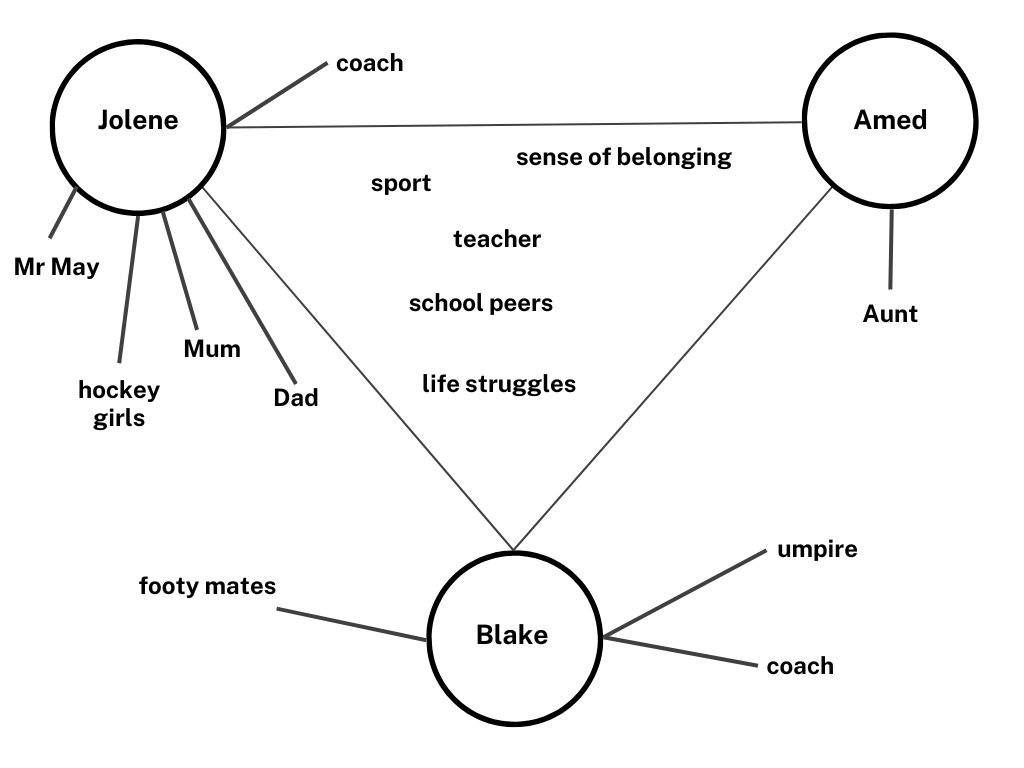 coach
Jolene
Amed
sense of belonging
sport
teacher
Mr May
school peers
Aunt
Mum
life struggles
hockey
girls
Dad
umpire
footy mates
Blake
coach